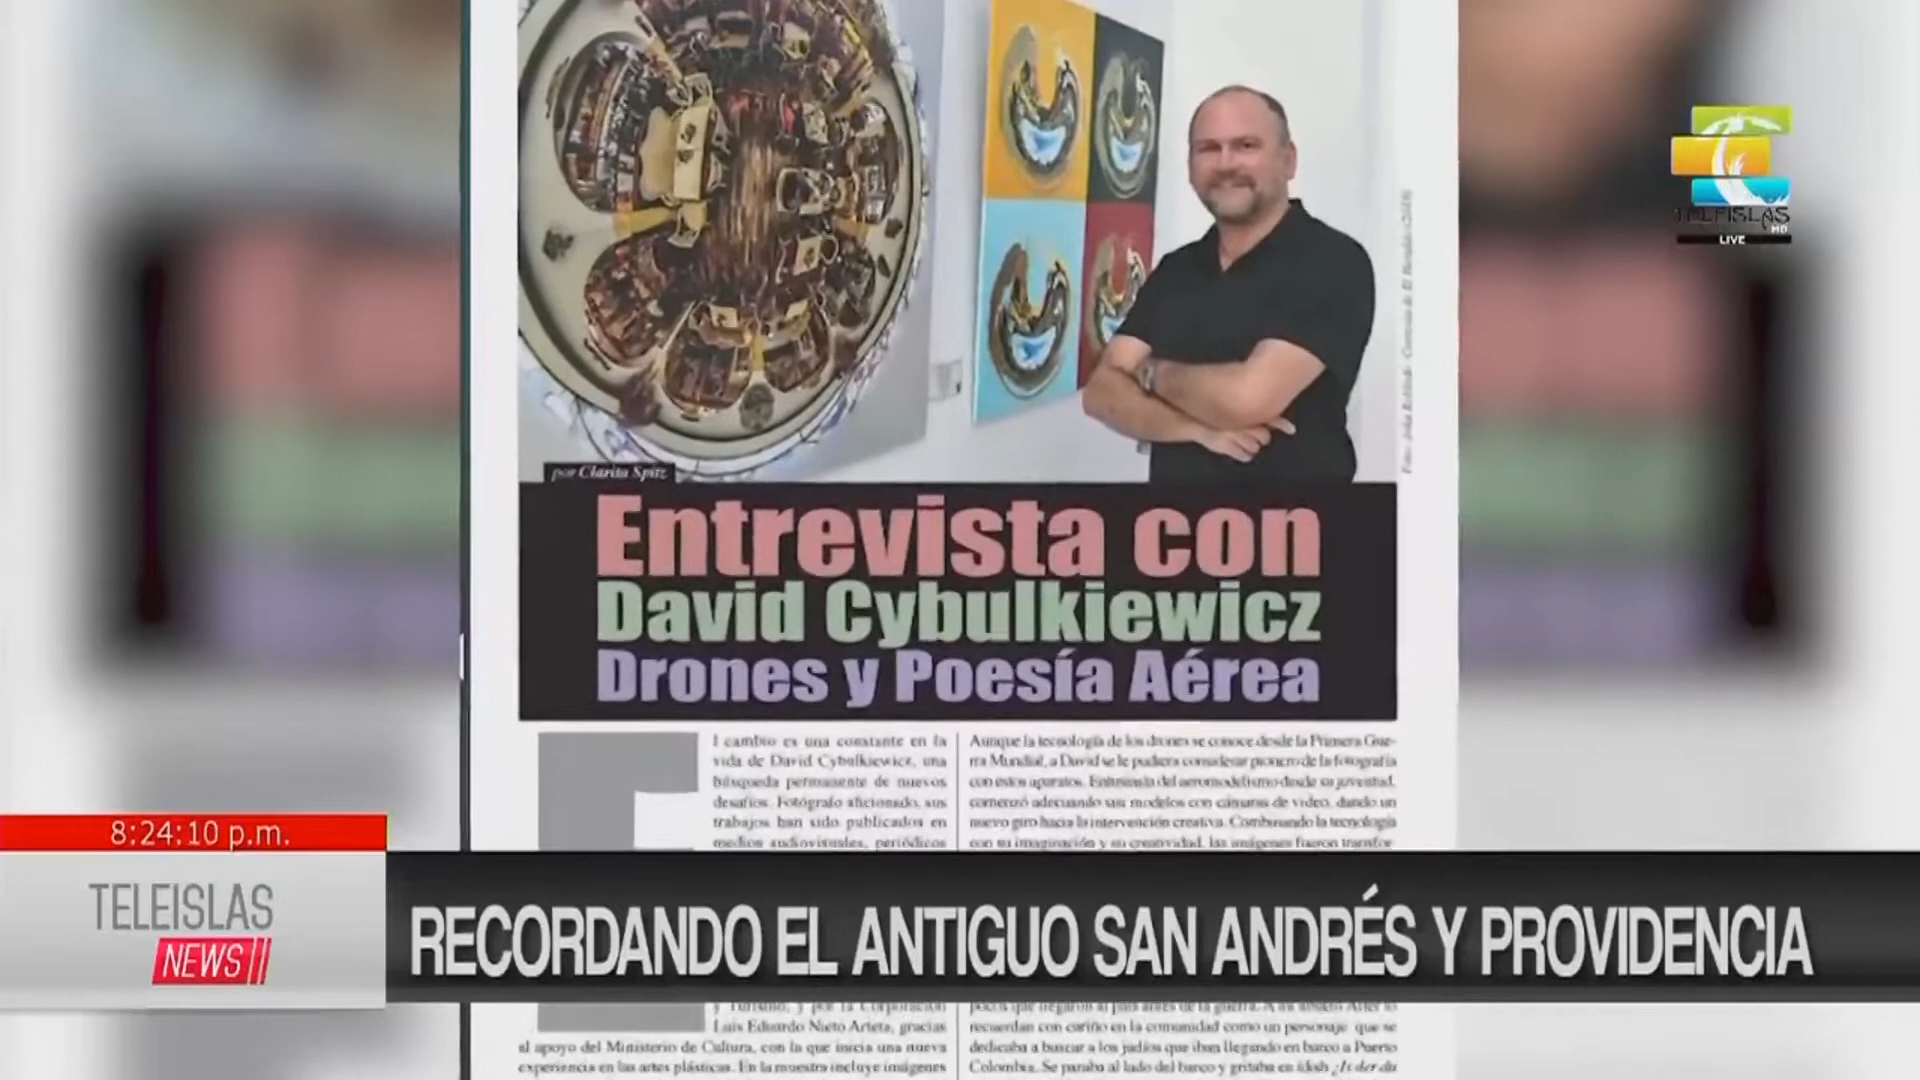 TELEISLAS
HD
LIVE
por Clarita Spitz
Entrevista con
David Cybulkiewicz
Drones y Poesía Aérea
El cambio es una constante en la
vida de David Cybulkiewicz, una
búsqueda permanente de nuevos
desafíos. Fotógrafo aficionado, sus
trabajos han sido publicados en
medios audiovisuales, periódicos
y Turismo, y por la Corporación
Luis Eduardo Nieto Arteta, gracias
al apoyo del Ministerio de Cultura, con la que inicia una nueva
experiencia en las artes plásticas. En la muestra incluye imágenes
Aunque la tecnología de los drones se conoce desde la Primera Gue-
rra Mundial, a David se le pudiera considerar pionero de la fotografía
con estos aparatos. Entusiasta del aeromodelismo desde su juventud,
comenzó adecuando sus modelos con cámaras de video, dando un
nuevo giro hacia la intervención creativa. Combinando la tecnología
con su imaginación y su creatividad, las imágenes fueron transfor-
recuerdan con cariño en la comunidad como un personaje que se
dedicaba a buscar a los judíos que iban llegando en barco a Puerto
Colombia. Se paraba al lado del barco y gritaba en idish ¿Is der du
8:24:10 p.m.
TELEISLAS
NEWS
RECORDANDO EL ANTIGUO SAN ANDRÉS Y PROVIDENCIA